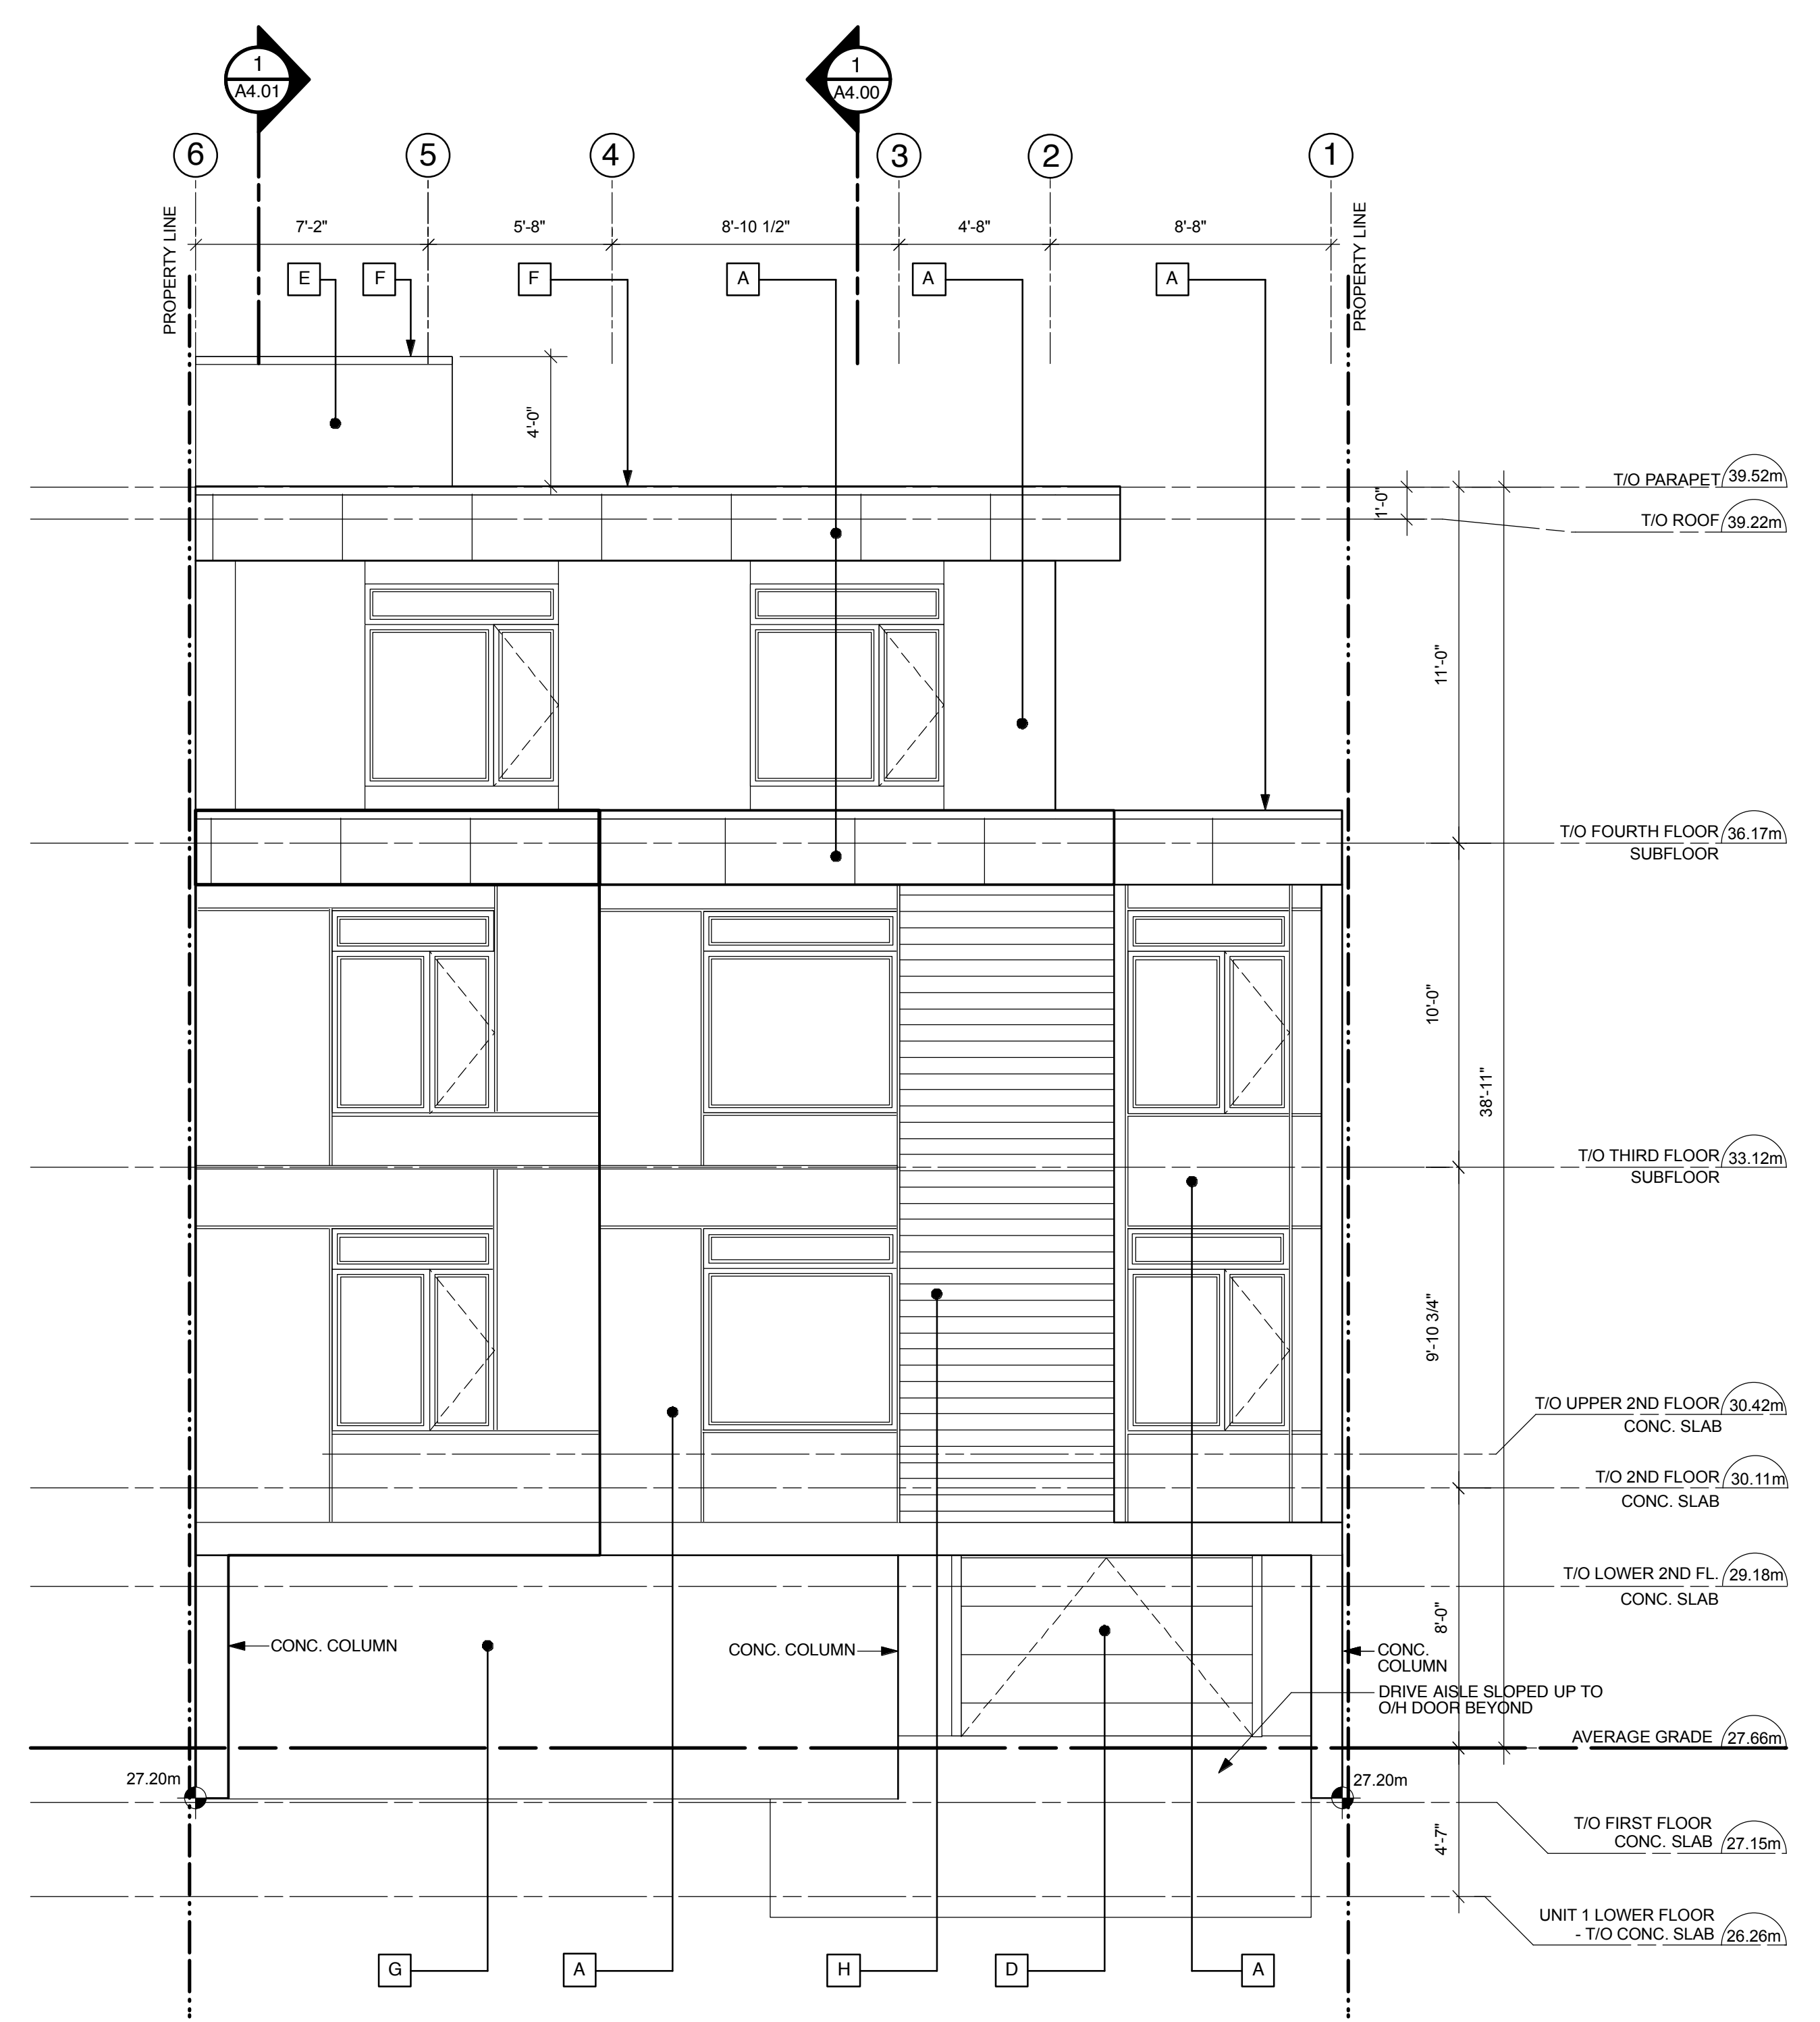 1
A4.01
1
A4.00
6
5
4
3
2
1
PROPERTY LINE
7'-2"
5'-8"
8'-10 1/2"
4'-8"
8'-8"
PROPERTY LINE
E
F
F
A
A
A
4'-0"
T/O PARAPET
39.52m
1'-0"
T/O ROOF
39.22m
11'-0"
T/O FOURTH FLOOR
SUBFLOOR
36.17m
10'-0"
38'-11"
T/O THIRD FLOOR
SUBFLOOR
33.12m
9'-10 3/4"
T/O UPPER 2ND FLOOR
CONC. SLAB
30.42m
T/O 2ND FLOOR
CONC. SLAB
30.11m
T/O LOWER 2ND FL.
CONC. SLAB
29.18m
8'-0"
CONC. COLUMN
CONC. COLUMN
CONC.
COLUMN
DRIVE AISLE SLOPED UP TO
O/H DOOR BEYOND
AVERAGE GRADE
27.66m
27.20m
27.20m
T/O FIRST FLOOR
CONC. SLAB
27.15m
4'-7"
UNIT 1 LOWER FLOOR
- T/O CONC. SLAB
26.26m
G
A
H
D
A